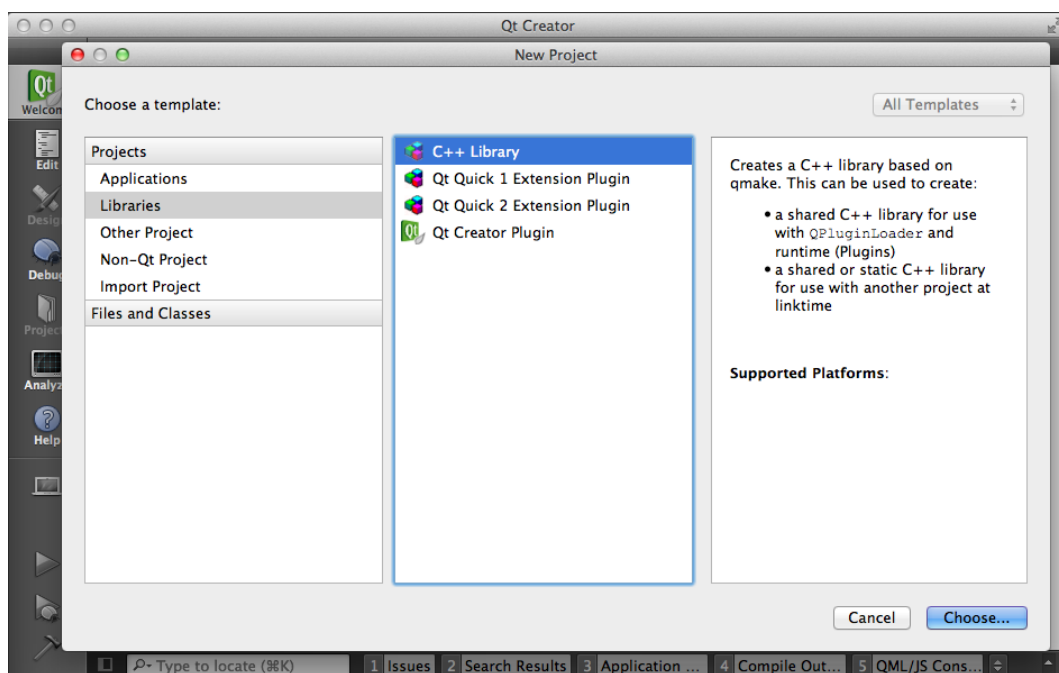 Qt Creator
New Project
Qt
Welcom
Edit
Desig
Debug
Project
Analyz
Help
Choose a template:
All Templates
Projects
Applications
Libraries
Other Project
Non-Qt Project
Import Project
Files and Classes
C++ Library
Qt Quick 1 Extension Plugin
Qt Quick 2 Extension Plugin
Qt Creator Plugin
Creates a C++ library based on
qmake. This can be used to create:
• a shared C++ library for use
with QPluginLoader and
runtime (Plugins)
• a shared or static C++ library
for use with another project at
linktime
Supported Platforms:
Cancel
Choose...
Type to locate (⌘K)
1 Issues
2 Search Results
3 Application ...
4 Compile Out...
5 QML/JS Cons...